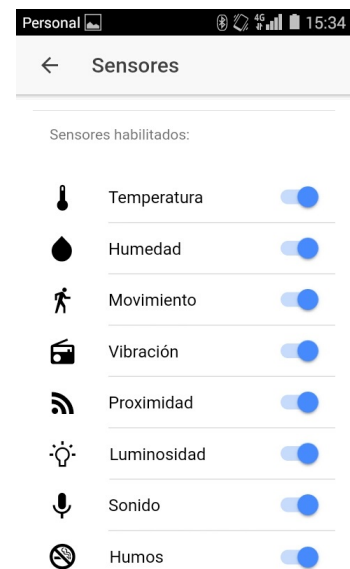 Personal 4G 15:34
Sensores
Sensores habilitados:
Temperatura
Humedad
Movimiento
Vibración
Proximidad
Luminosidad
Sonido
Humos